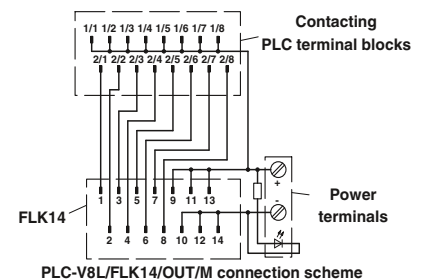 1/1 1/2 1/3 1/4 1/5 1/6 1/7 1/8
Contacting
PLC terminal blocks
2/1 2/2 2/3 2/4 2/5 2/6 2/7 2/8
1 3 5 7 9 11 13
+
-
Power
terminals
FLK14
2 4 6 8 10 12 14
PLC-V8L/FLK14/OUT/M connection scheme